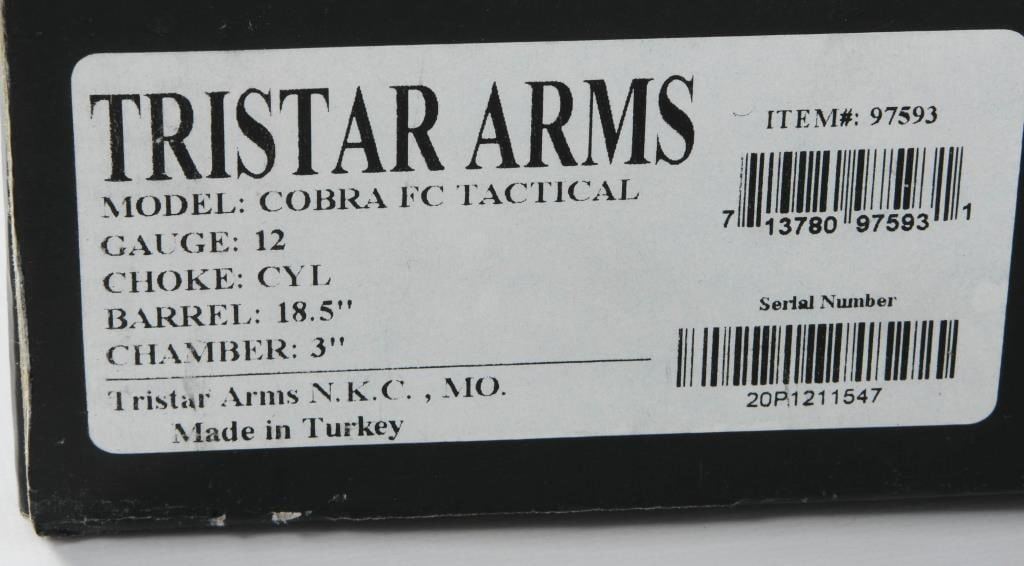 TRISTAR ARMS
MODEL: COBRA FC TACTICAL
GAUGE: 12
CHOKE: CYL
BARREL: 18.5"
CHAMBER: 3"
Tristar Arms N.K.C. , MO.
Made in Turkey
ITEM#: 97593
7 13780 97593 1
Serial Number
20P1211547